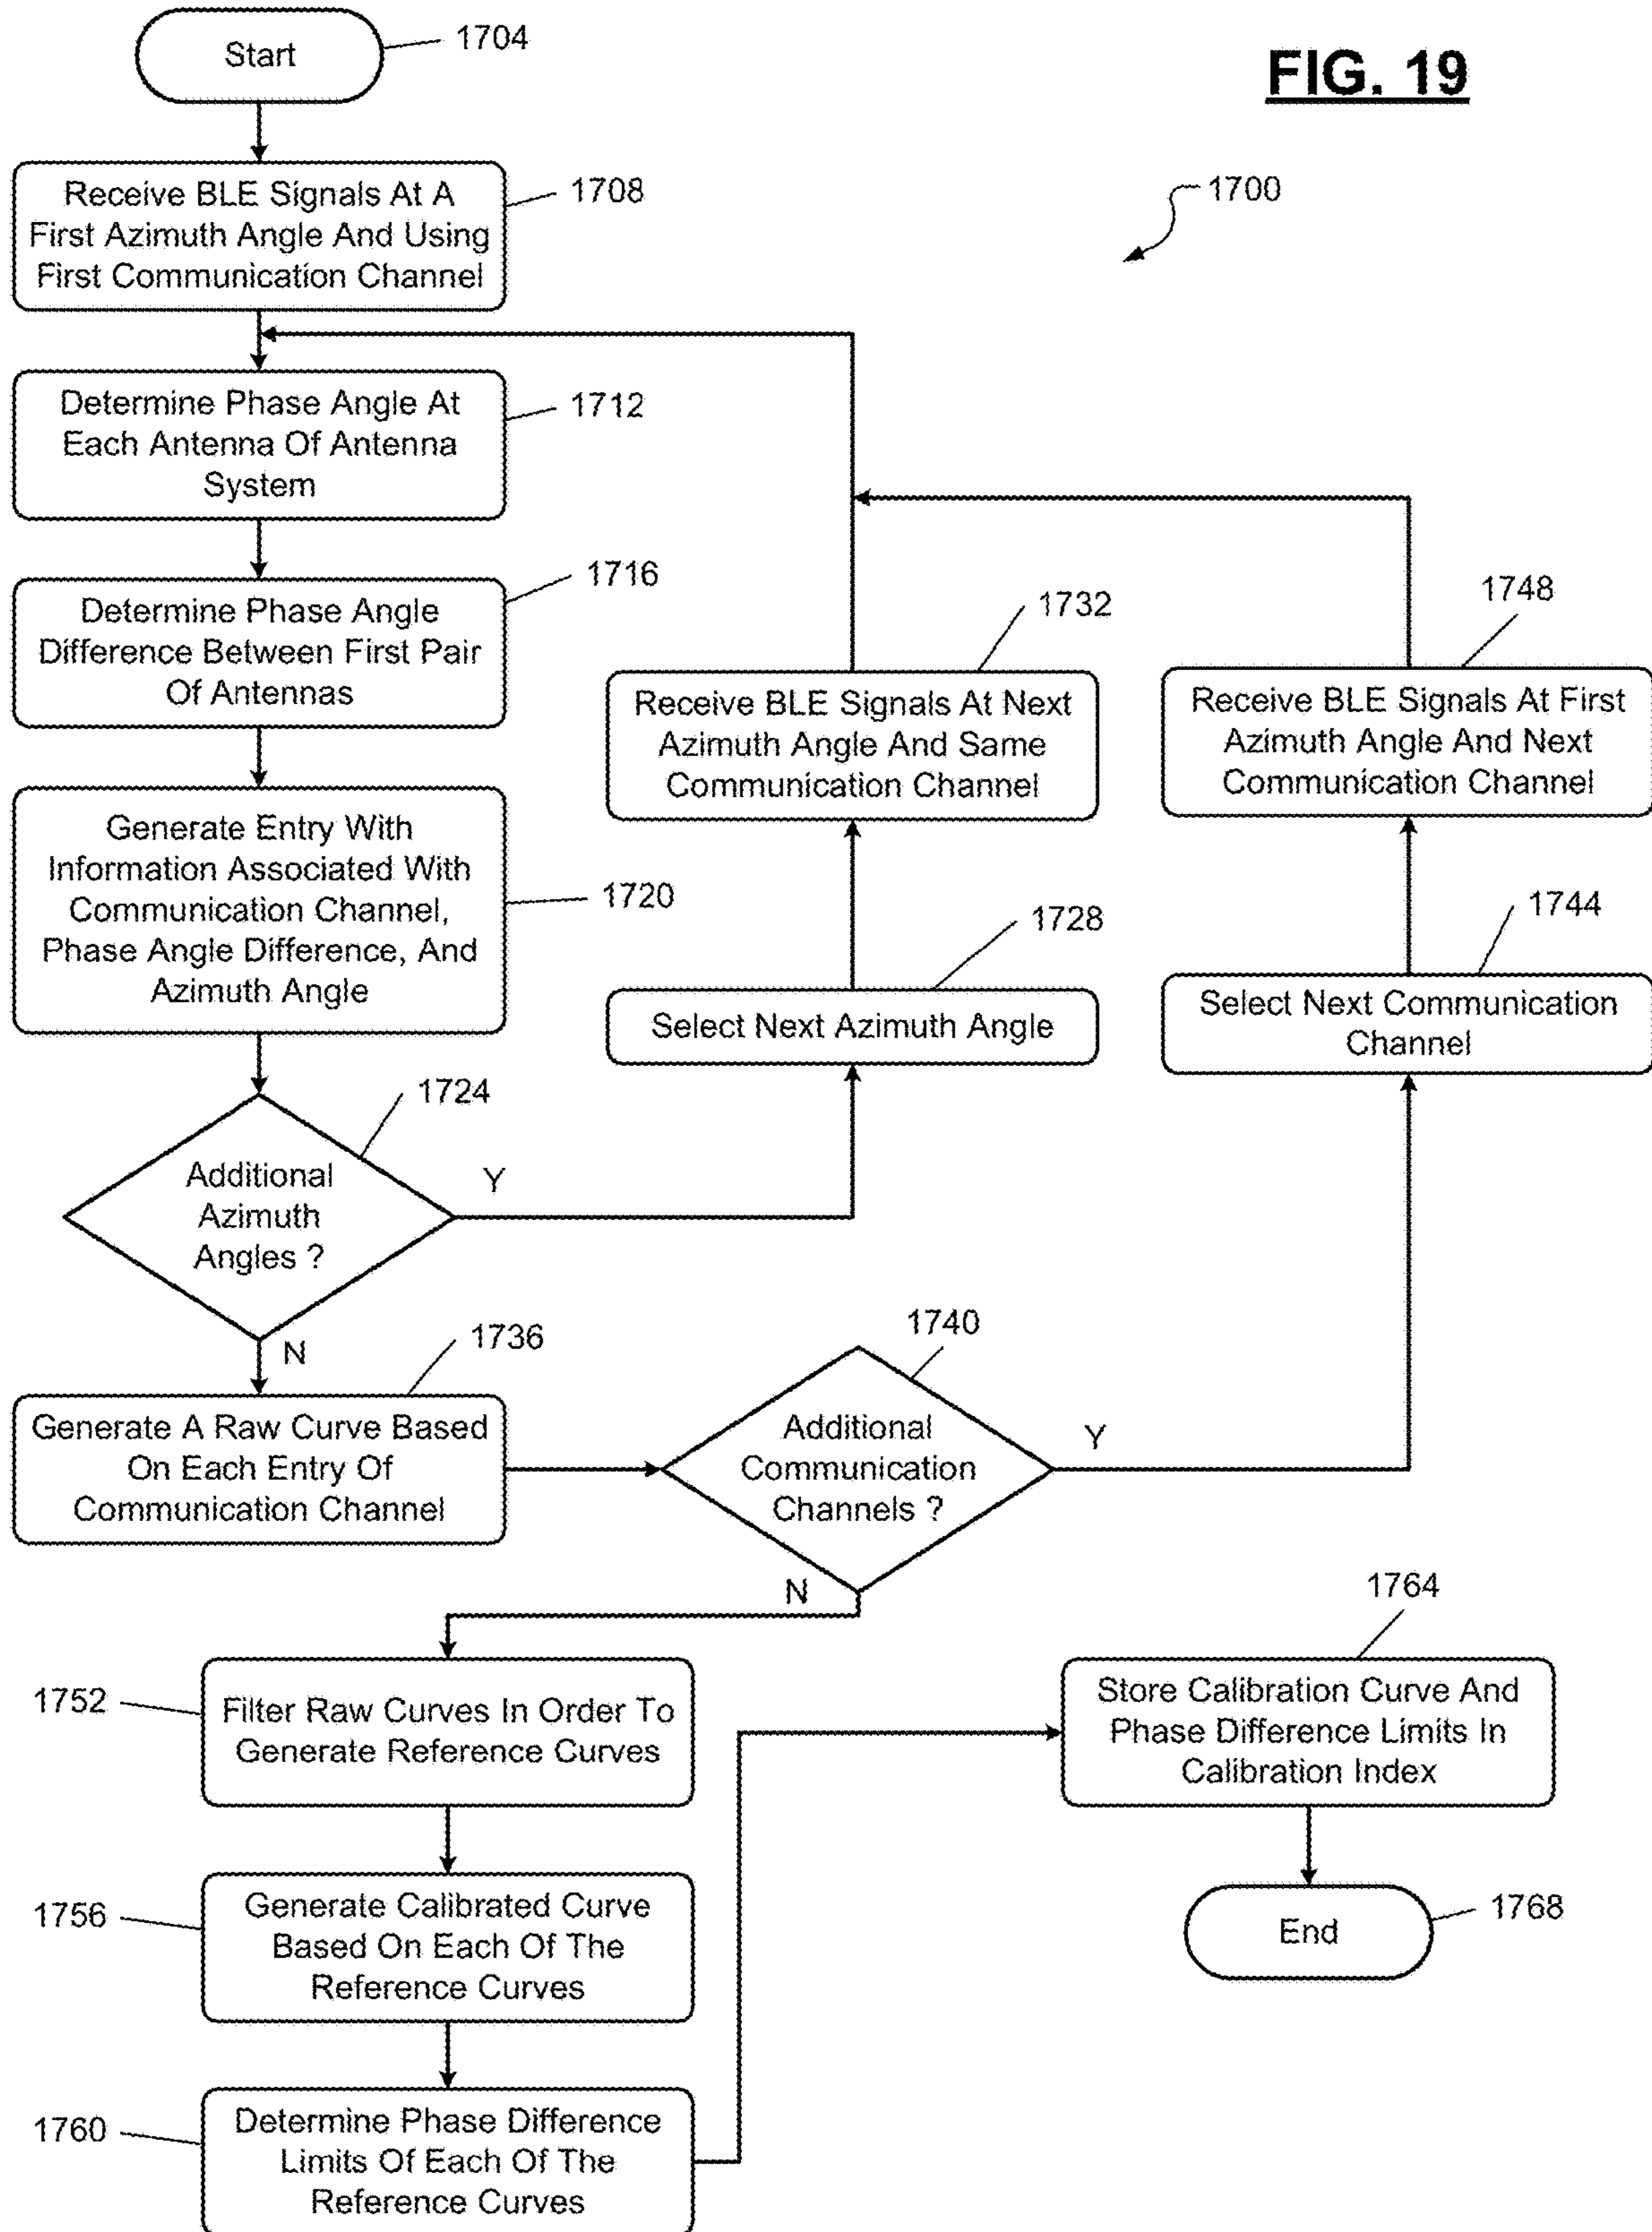 FIG. 19
1700
Start
1704
Receive BLE Signals At A
First Azimuth Angle And Using
First Communication Channel
1708
Determine Phase Angle At
Each Antenna Of Antenna
System
1712
Determine Phase Angle
Difference Between First Pair
Of Antennas
1716
Generate Entry With
Information Associated With
Communication Channel,
Phase Angle Difference, And
Azimuth Angle
1720
Additional
Azimuth
Angles ?
1724
Y
N
Select Next Azimuth Angle
1728
Receive BLE Signals At Next
Azimuth Angle And Same
Communication Channel
1732
Generate A Raw Curve Based
On Each Entry Of
Communication Channel
1736
Additional
Communication
Channels ?
1740
Y
N
Select Next Communication
Channel
1744
Receive BLE Signals At First
Azimuth Angle And Next
Communication Channel
1748
Filter Raw Curves In Order To
Generate Reference Curves
1752
Generate Calibrated Curve
Based On Each Of The
Reference Curves
1756
Determine Phase Difference
Limits Of Each Of The
Reference Curves
1760
Store Calibration Curve And
Phase Difference Limits In
Calibration Index
1764
End
1768